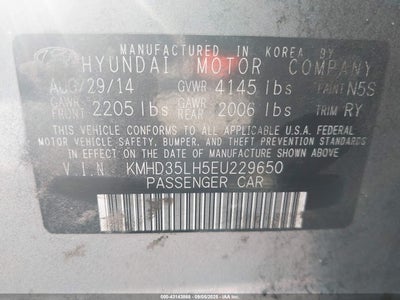 MANUFACTURED IN KOREA BY
HYUNDAI MOTOR COMPANY
AUG/29/14 GVWR 4145 lbs PAINT N5S
GAWR FRONT 2205 lbs GAWR REAR 2006 lbs TRIM RY
THIS VEHICLE CONFORMS TO ALL APPLICABLE U.S.A. FEDERAL
MOTOR VEHICLE SAFETY, BUMPER, AND THEFT PREVENTION
STANDARDS IN EFFECT ON THE DATE OF MANUFACTURE
SHOWN ABOVE.
V.I.N. KMHD35LH5EU229650
PASSENGER CAR